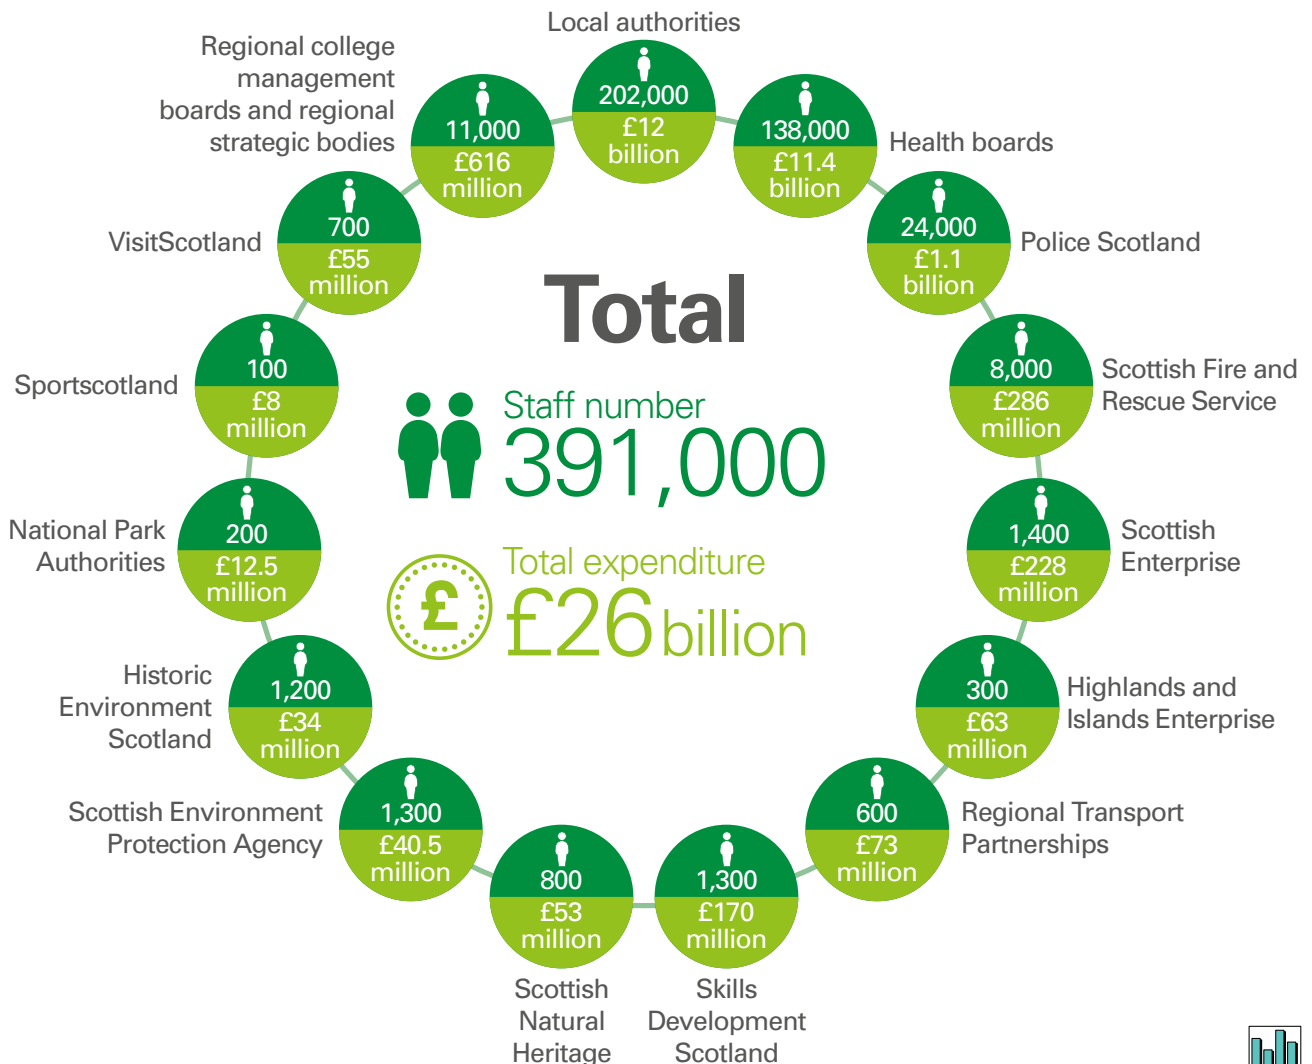 Local authorities
202,000
£12
billion
138,000
£11.4
billion
Health boards
24,000
£1.1
billion
Police Scotland
8,000
£286
million
Scottish Fire and
Rescue Service
1,400
£228
million
Scottish
Enterprise
300
£63
million
Highlands and
Islands Enterprise
600
£73
million
Regional Transport
Partnerships
1,300
£170
million
Skills
Development
Scotland
800
£53
million
Scottish
Natural
Heritage
1,300
£40.5
million
Scottish Environment
Protection Agency
1,200
£34
million
Historic
Environment
Scotland
200
£12.5
million
National Park
Authorities
100
£8
million
Sportscotland
700
£55
million
VisitScotland
11,000
£616
million
Regional college
management
boards and regional
strategic bodies
Total
Staff number
391,000
£
Total expenditure
£26 billion